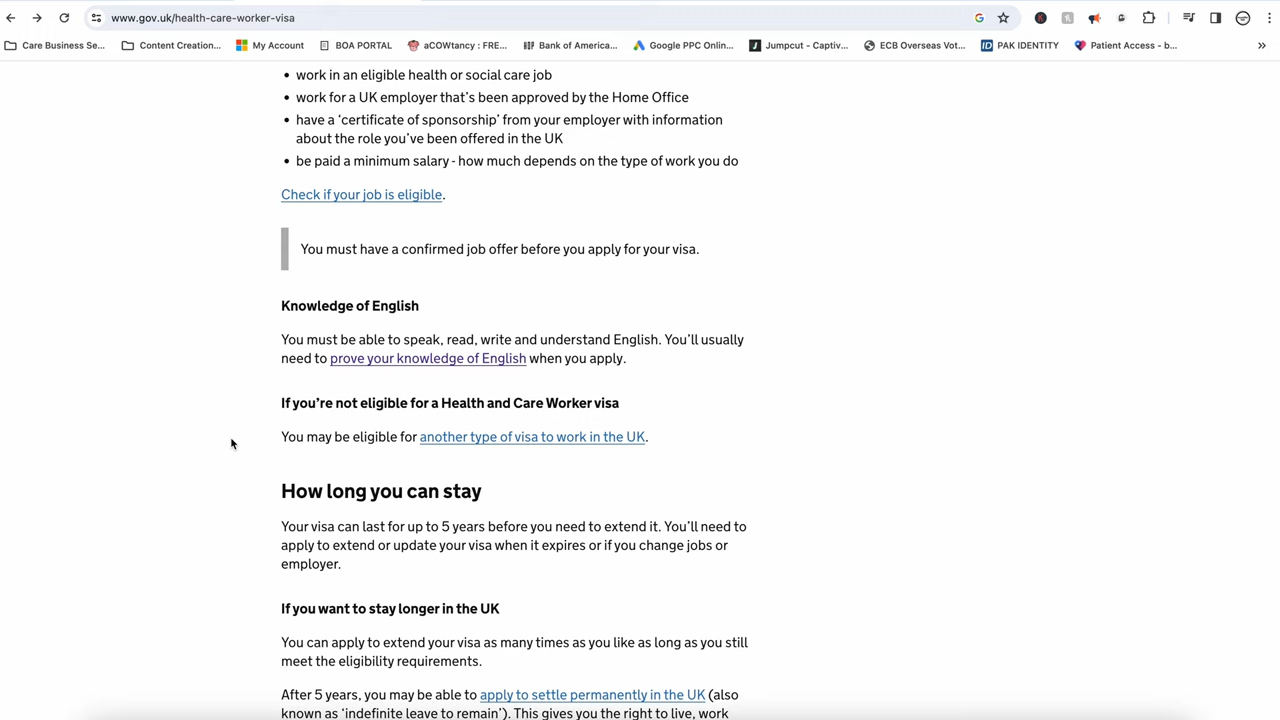 www.gov.uk/health-care-worker-visa
Care Business Se... Content Creation... My Account BOA PORTAL aCOWtancy : FRE... Bank of America... Google PPC Onlin... Jumpcut - Captiv... ECB Overseas Vot... ID PAK IDENTITY Patient Access - b... »
• work in an eligible health or social care job
• work for a UK employer that's been approved by the Home Office
• have a ‘certificate of sponsorship’ from your employer with information
about the role you've been offered in the UK
• be paid a minimum salary - how much depends on the type of work you do
Check if your job is eligible.
You must have a confirmed job offer before you apply for your visa.
Knowledge of English
You must be able to speak, read, write and understand English. You'll usually
need to prove your knowledge of English when you apply.
If you're not eligible for a Health and Care Worker visa
You may be eligible for another type of visa to work in the UK.
How long you can stay
Your visa can last for up to 5 years before you need to extend it. You'll need to
apply to extend or update your visa when it expires or if you change jobs or
employer.
If you want to stay longer in the UK
You can apply to extend your visa as many times as you like as long as you still
meet the eligibility requirements.
After 5 years, you may be able to apply to settle permanently in the UK (also
known as ‘indefinite leave to remain’). This gives you the right to live, work